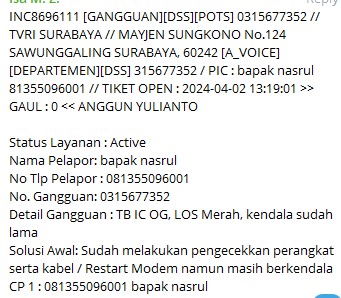 Reply
INC8696111 [GANGGUAN][DSS][POTS] 0315677352 //
TVRI SURABAYA // MAYJEN SUNGKONO No.124
SAWUNGGALING SURABAYA, 60242 [A_VOICE]
[DEPARTEMEN][DSS] 315677352 / PIC : bapak nasrul
81355096001 // TIKET OPEN : 2024-04-02 13:19:01 >>
GAUL : 0 << ANGGUN YULIANTO
Status Layanan : Active
Nama Pelapor: bapak nasrul
No Tlp Pelapor : 081355096001
No. Gangguan: 0315677352
Detail Gangguan : TB IC OG, LOS Merah, kendala sudah
lama
Solusi Awal: Sudah melakukan pengecekkan perangkat
serta kabel / Restart Modem namun masih berkendala
CP 1 : 081355096001 bapak nasrul